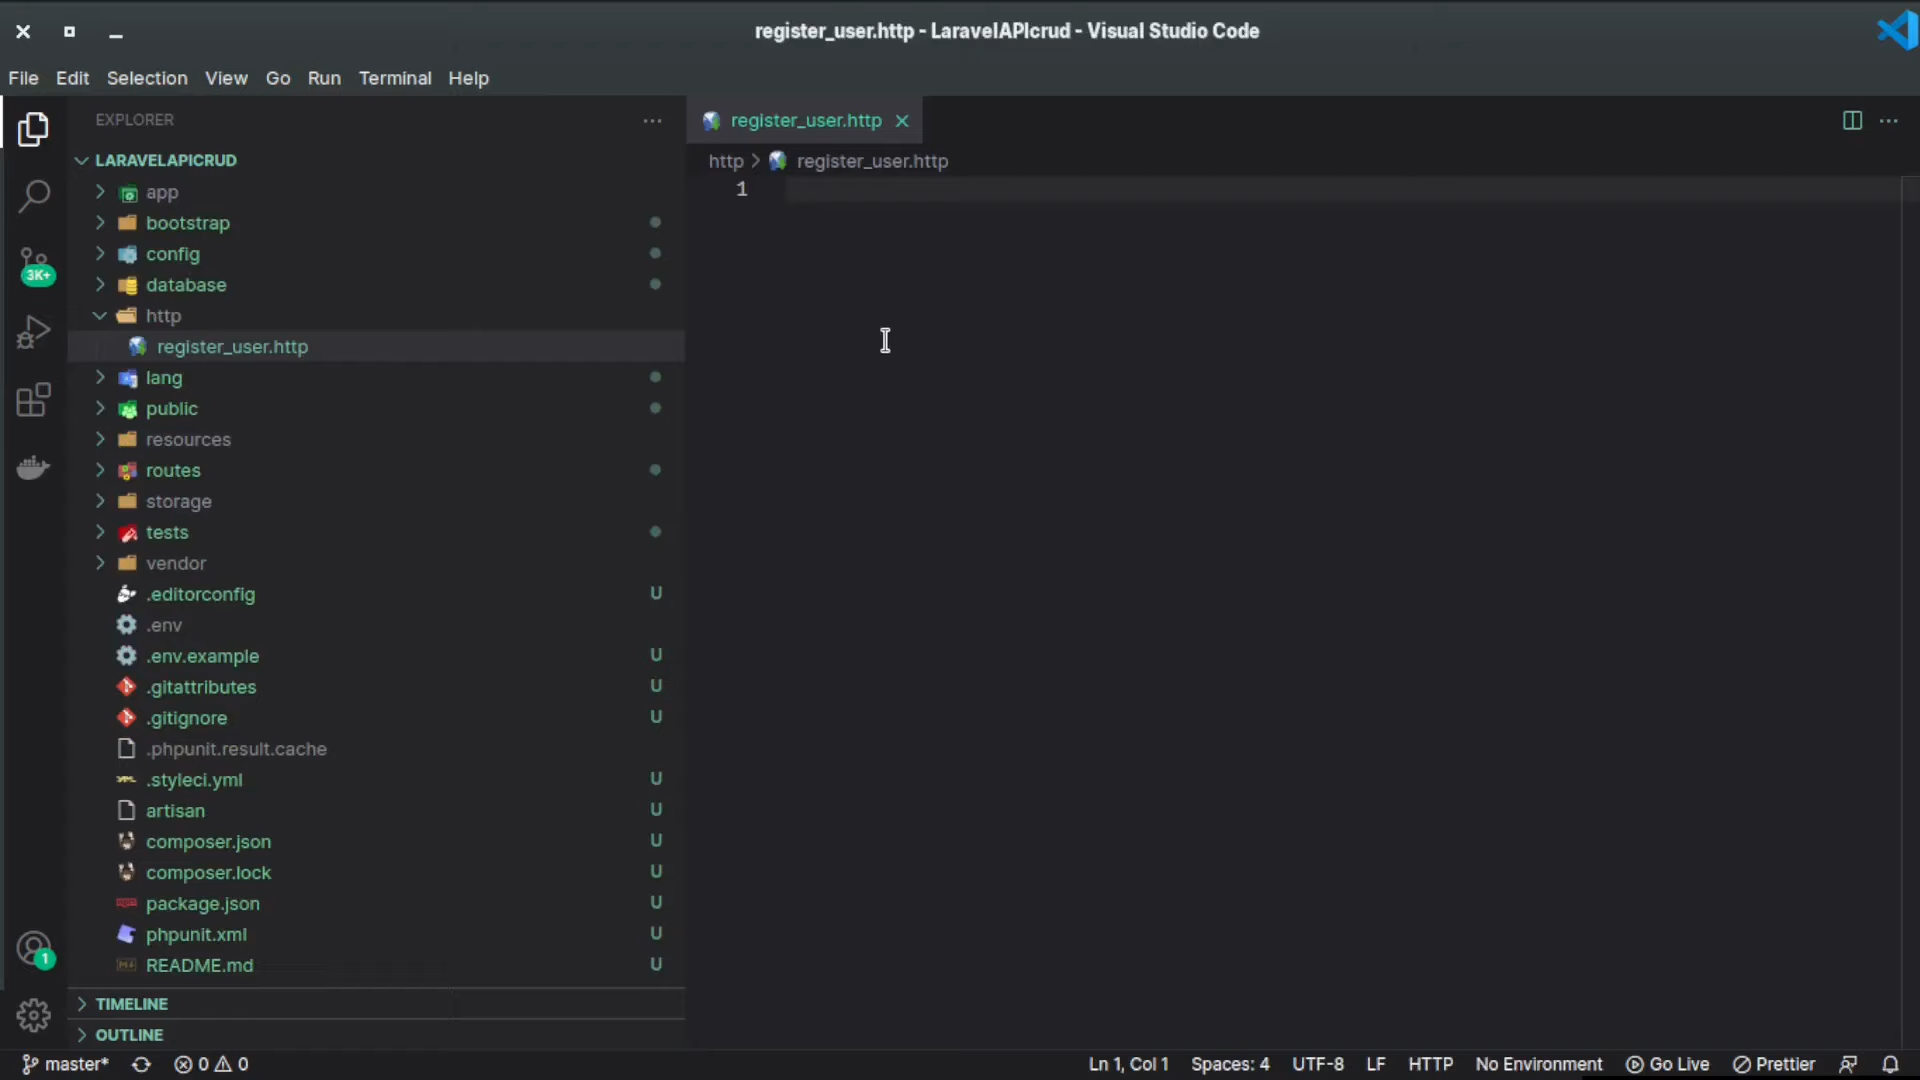 register_user.http - LaravelAPIcrud - Visual Studio Code
File Edit Selection View Go Run Terminal Help
EXPLORER
LARAVELAPICRUD
app
bootstrap
config
database
http
register_user.http
lang
public
resources
routes
storage
tests
vendor
.editorconfig U
.env
.env.example U
.gitattributes U
.gitignore U
.phpunit.result.cache
.styleci.yml U
artisan U
composer.json U
composer.lock U
package.json U
phpunit.xml U
README.md U
TIMELINE
OUTLINE
3K+
1
register_user.http
http > register_user.http
1
master* 0 0 Ln 1, Col 1 Spaces: 4 UTF-8 LF HTTP No Environment Go Live Prettier